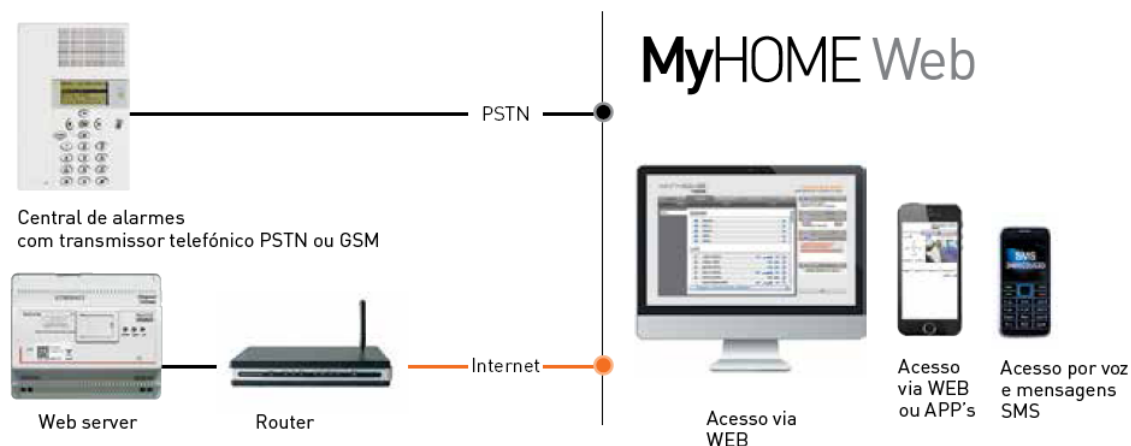 MyHOME Web
PSTN
Central de alarmes
com transmissor telefónico PSTN ou GSM
Internet
Web server
Router
Acesso via
WEB
Acesso
via WEB
ou APP's
Acesso por voz
e mensagens
SMS
SMS